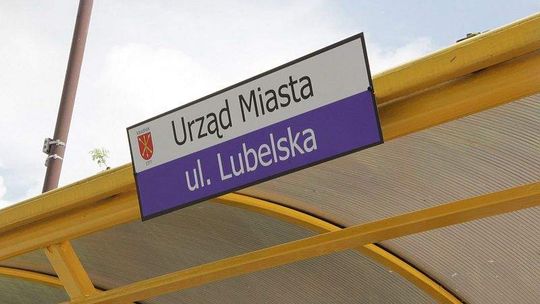 Urząd Miasta
ul. Lubelska